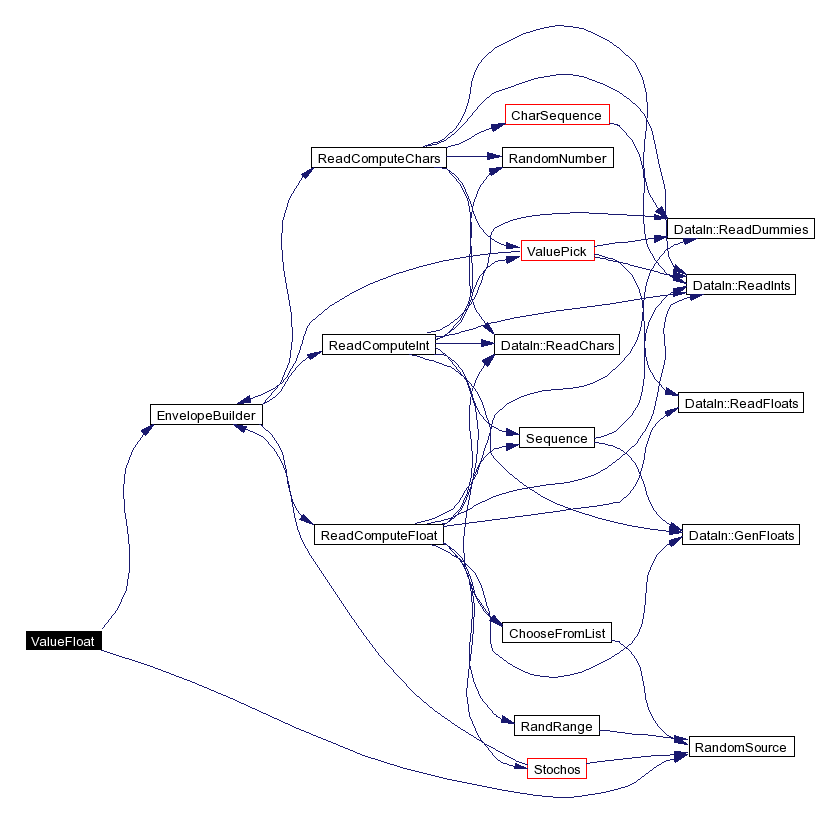 CharSequence
ReadComputeChars
RandomNumber
DataIn::ReadDummies
ValuePick
DataIn::ReadInts
ReadComputeInt
DataIn::ReadChars
DataIn::ReadFloats
EnvelopeBuilder
Sequence
ReadComputeFloat
DataIn::GenFloats
ChooseFromList
ValueFloat
RandRange
RandomSource
Stochos